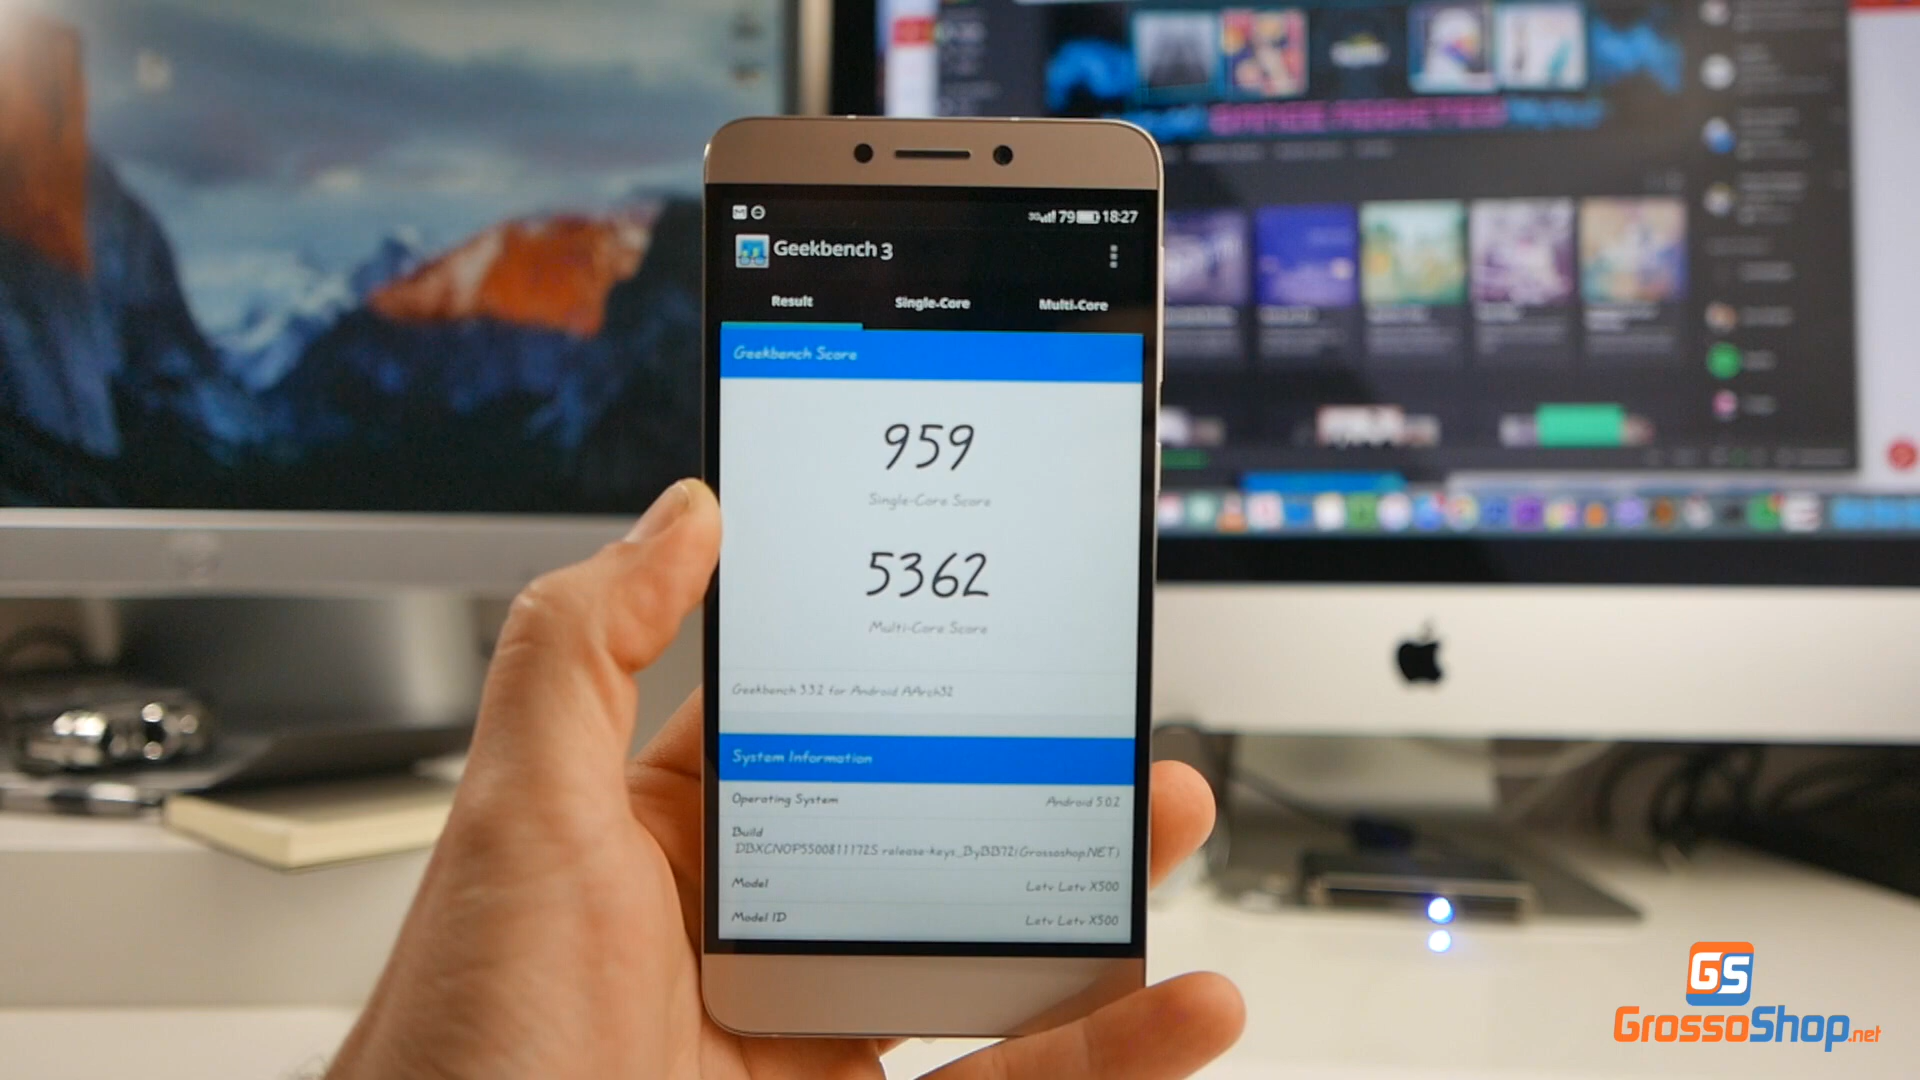 3G 79 18:27
Geekbench 3
Result Single-Core Multi-Core
Geekbench Score
959
Single-Core Score
5362
Multi-Core Score
Geekbench 3.3.2 for Android AArch32
System Information
Operating System Android 5.0.2
Build
DBXCNOP5500811172S release-keys_ByBB72(Grossoshop.NET)
Model Letv Letv X500
Model ID Letv Letv X500
GS
GrossoShop.net